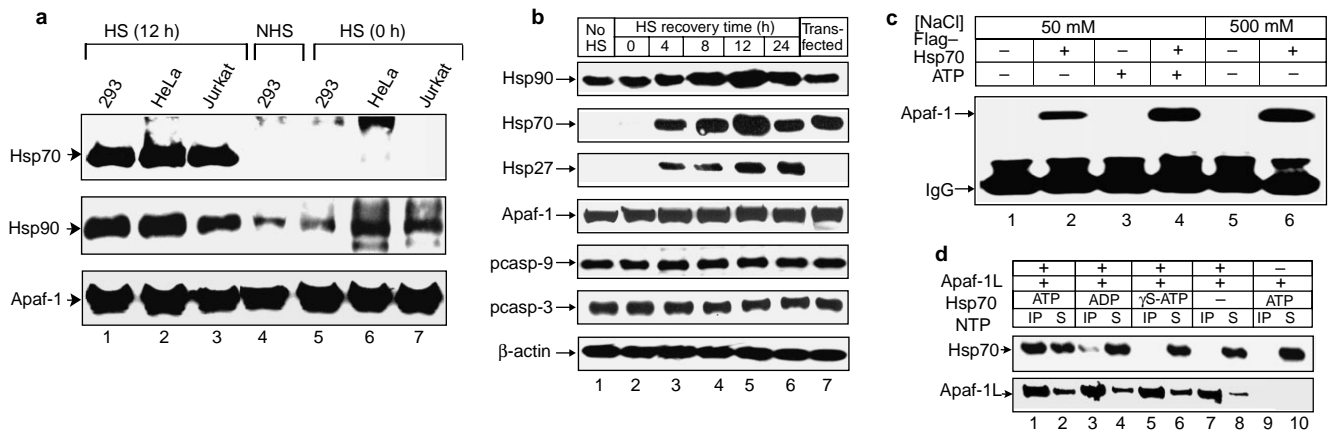 a
HS (12 h) NHS HS (0 h)
293 HeLa Jurkat 293 293 HeLa Jurkat
Hsp70
Hsp90
Apaf-1
1 2 3 4 5 6 7
b
No HS
HS recovery time (h)
Trans-
fected
0 4 8 12 24
Hsp90
Hsp70
Hsp27
Apaf-1
pcasp-9
pcasp-3
β-actin
1 2 3 4 5 6 7
c
[NaCl] 50 mM 500 mM
Flag–
Hsp70 – + – + – +
ATP – – + + – –
Apaf-1
IgG
1 2 3 4 5 6
d
Apaf-1L + + + + –
Hsp70 + + + + +
NTP ATP ADP γS-ATP – ATP
IP S IP S IP S IP S IP S
Hsp70
Apaf-1L
1 2 3 4 5 6 7 8 9 10